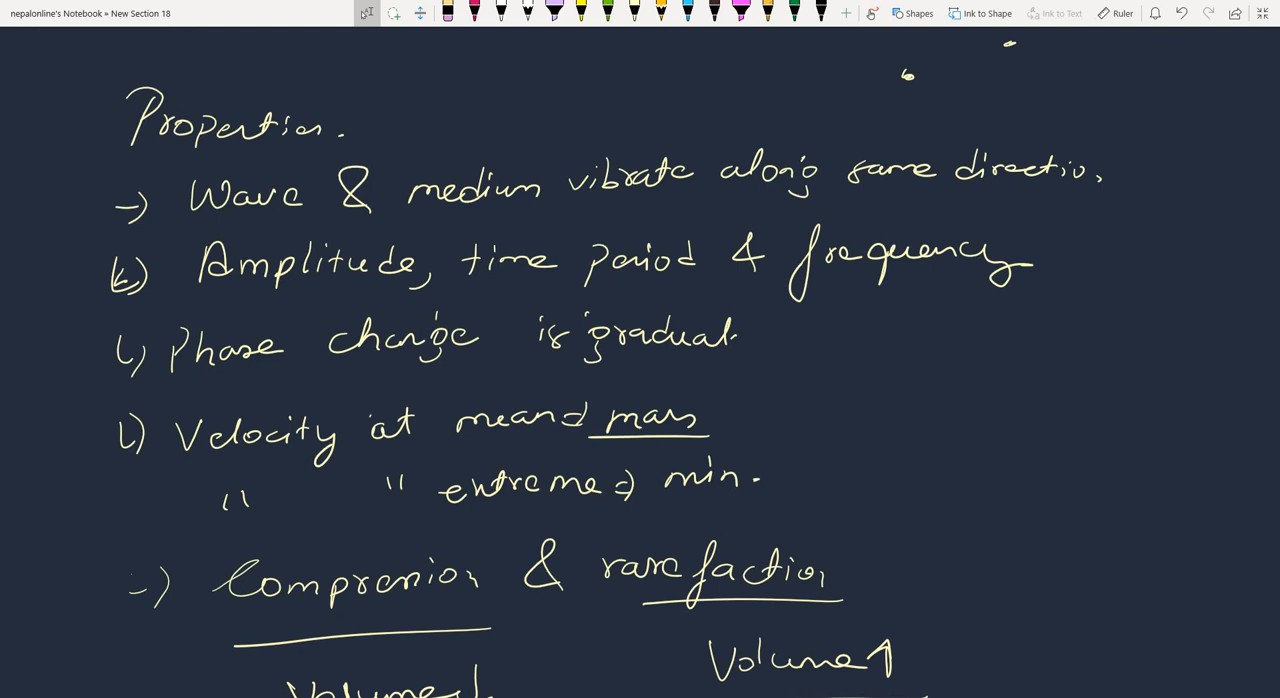 nepalonline's Notebook » New Section 18
Shapes Ink to Shape Ink to Text Ruler
Properties.
→ Wave & medium vibrate along same direction
↳ Amplitude, time period & frequency
↳ Phase change is gradual.
↳ Velocity at mean ⇒ max
" " extreme ⇒ min.
→ Compression & rarefaction
Volume ↑
Volume ↓